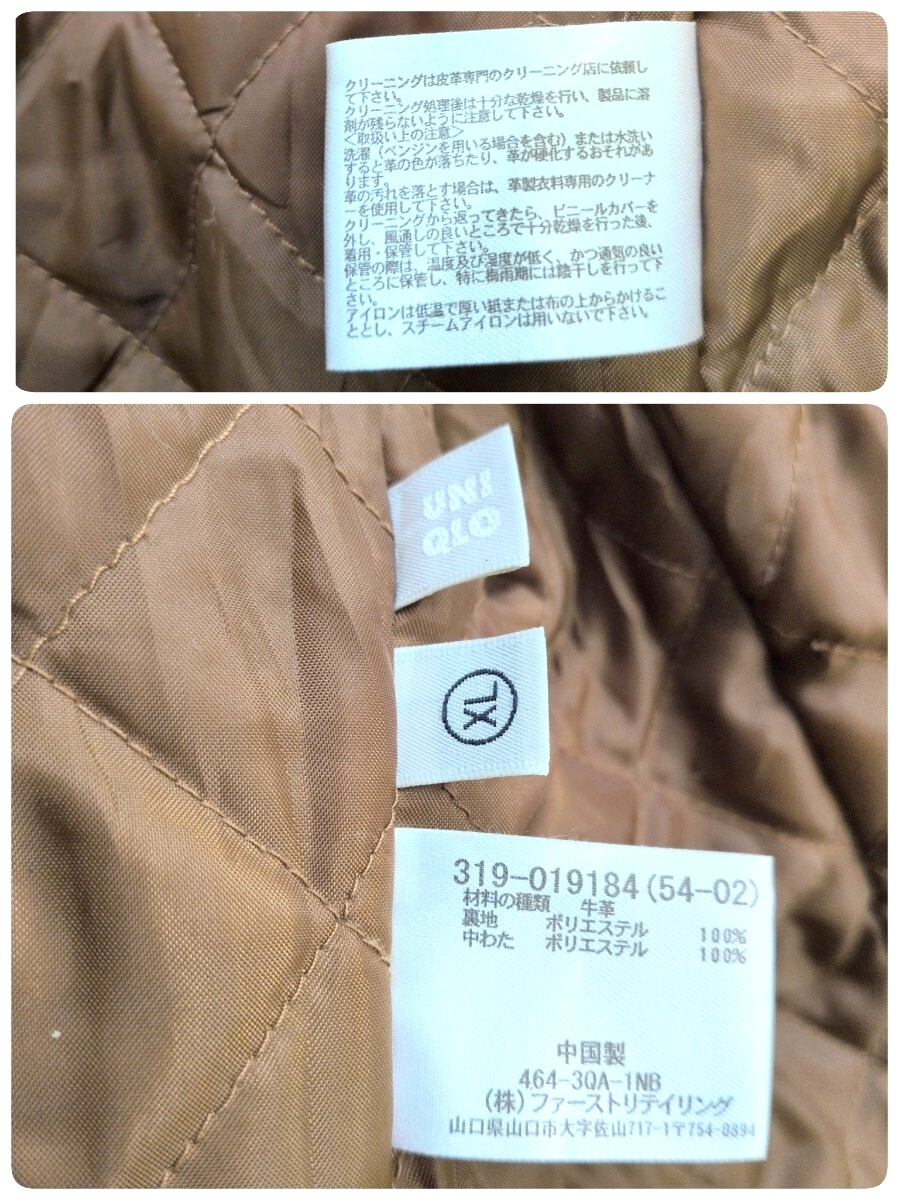 クリーニングは皮革専門のクリーニング店に依頼し
て下さい。
クリーニング処理後は十分な乾燥を行い、製品に溶
剤が残らないように注意して下さい。
<取扱い上の注意>
洗濯（ベンジンを用いる場合を含む）または水洗い
すると革の色が落ちたり、革が硬化するおそれがあ
ります。
革の汚れを落とす場合は、革製衣料専用のクリーナ
ーを使用して下さい。
クリーニングから返ってきたら、ビニールカバーを
外し、風通しの良いところで十分乾燥を行った後、
着用・保管して下さい。
保管の際は、温度及び湿度が低く、かつ通気の良い
ところに保管し、特に梅雨期には陰干しを行って下
さい。
アイロンは低温で厚い紙または布の上からかけるこ
ととし、スチームアイロンは用いないで下さい。
UNI
QLO
XL
319-019184(54-02)
材料の種類 牛革
裏地 ポリエステル 100%
中わた ポリエステル 100%
中国製
464-3QA-1NB
(株)ファーストリテイリング
山口県山口市大字佐山717-1〒754-0894